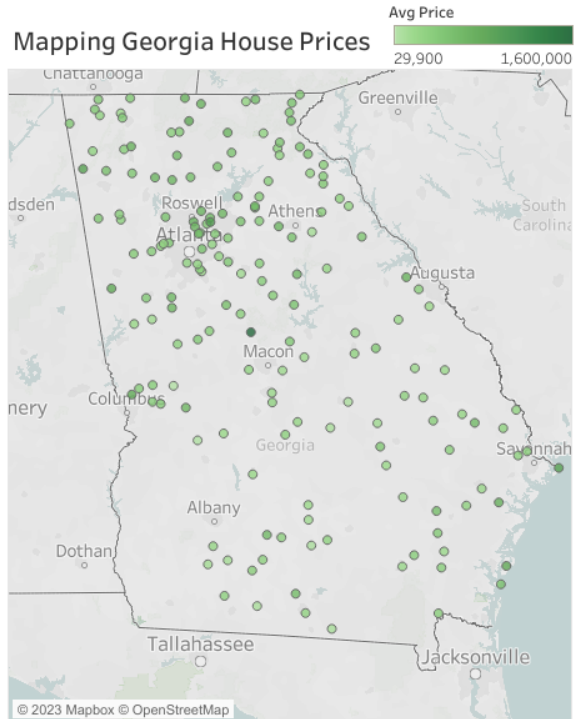 Avg Price
Mapping Georgia House Prices
29,900 1,600,000
Chattanooga
Greenville
dsden
Roswell
South
Carolina
Athens
Atlanta
Augusta
Macon
mery
Columbus
Georgia
Savannah
Albany
Dothan
Tallahassee
Jacksonville
© 2023 Mapbox © OpenStreetMap